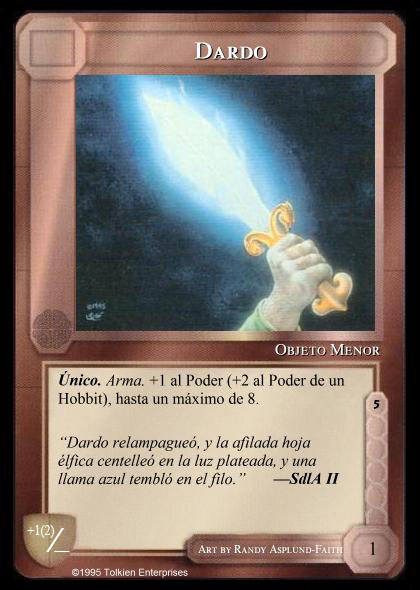 DARDO
©1995
OBJETO MENOR
Único. Arma. +1 al Poder (+2 al Poder de un
Hobbit), hasta un máximo de 8.
5
“Dardo relampagueó, y la afilada hoja
élfica centelleó en la luz plateada, y una
llama azul tembló en el filo.” —SdlA II
+1(2)/_
ART BY RANDY ASPLUND-FAITH
1
©1995 Tolkien Enterprises